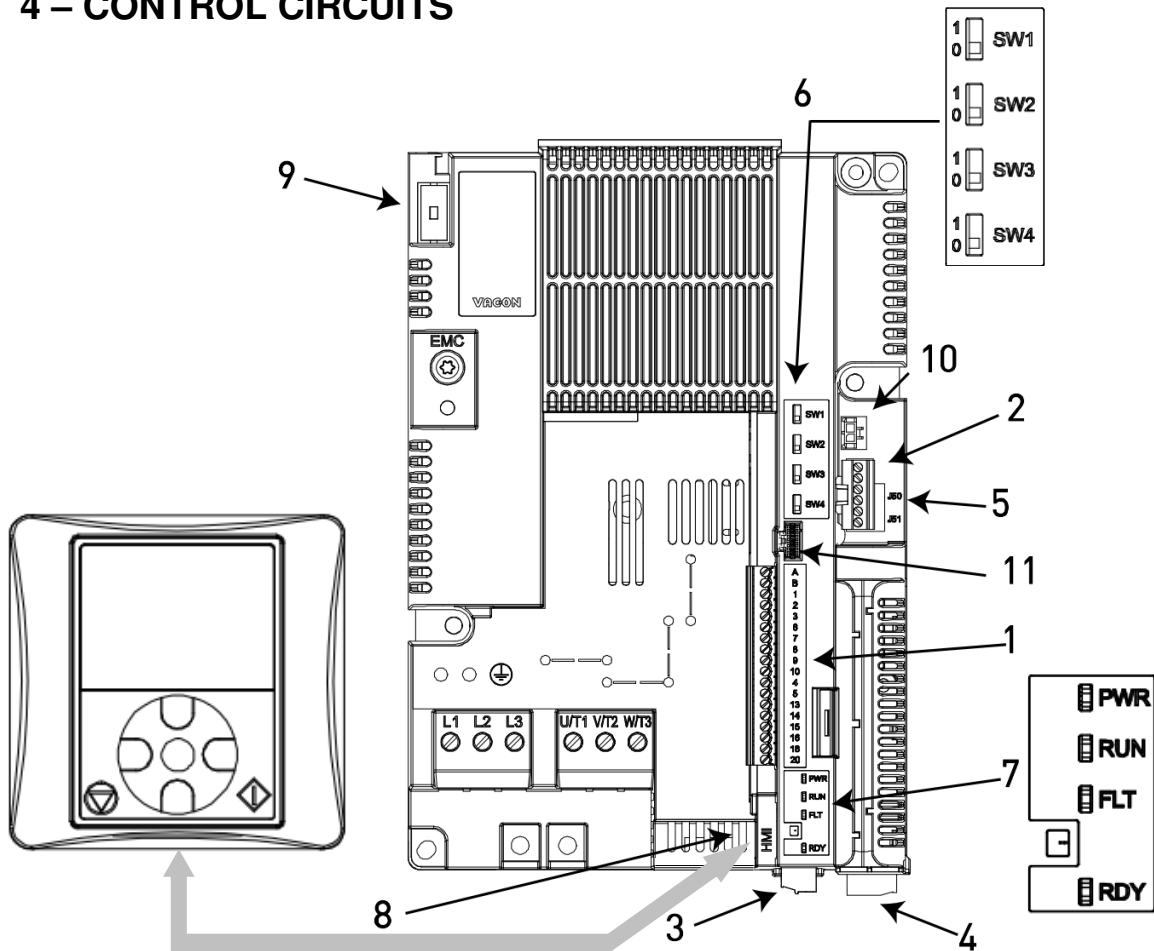 4 – CONTROL CIRCUITS
1
0
SW1
1
0
SW2
1
0
SW3
1
0
SW4
6
9
VACON
EMC
10
2
SW1
SW2
SW3
SW4
J50
J51
5
11
A
B
1
2
3
6
7
8
9
10
4
5
13
14
15
16
18
20
1
L1 L2 L3
U/T1 V/T2 W/T3
PWR
RUN
FLT
RDY
7
PWR
RUN
FLT
RDY
HMI
8
3
4